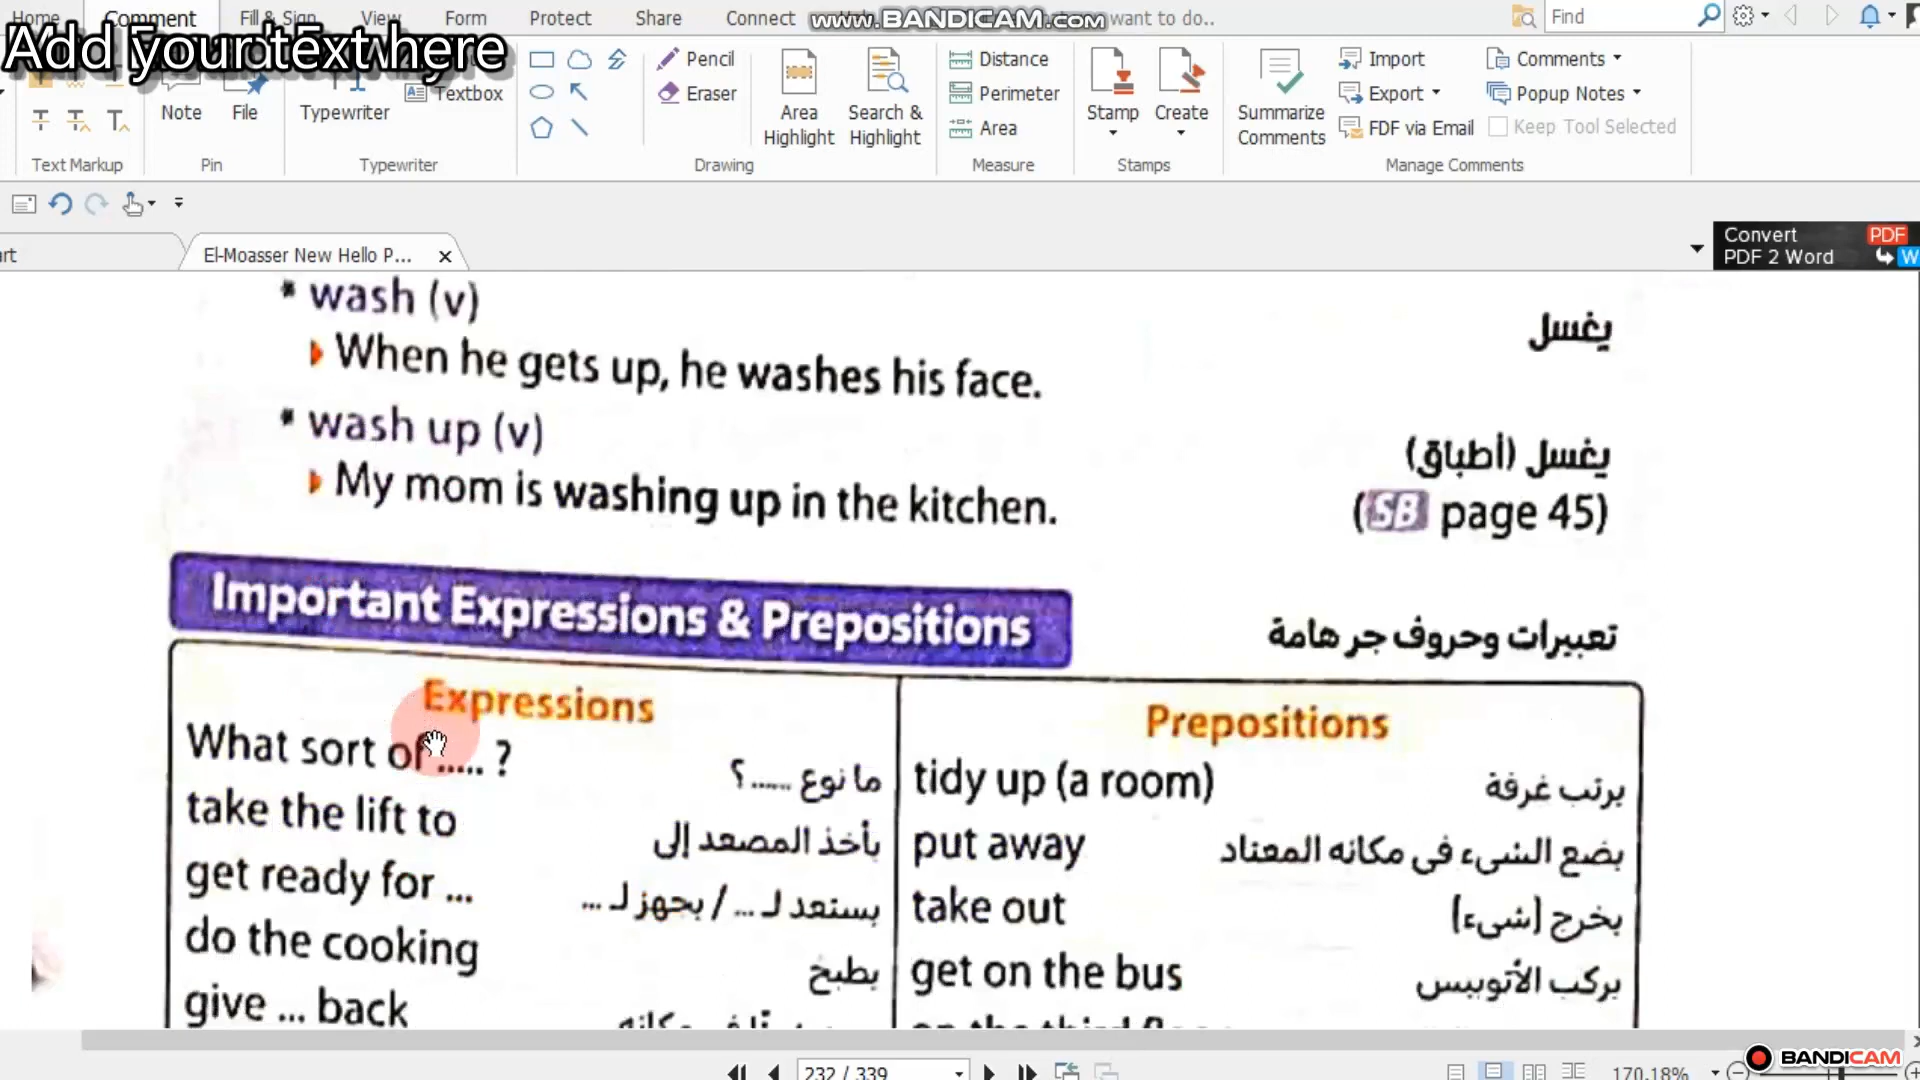 Home Comment Fill & Sign View Form Protect Share Connect www.BANDICAM.com want to do.. Find
Add your text here
Note File Typewriter Textbox
Pencil
Eraser
Area Highlight Search & Highlight
Distance
Perimeter
Area
Stamp Create
Summarize Comments
Import
Export
FDF via Email
Comments
Popup Notes
Keep Tool Selected
Text Markup Pin Typewriter Drawing Measure Stamps Manage Comments
rt El-Moasser New Hello P...
Convert PDF
PDF 2 Word W
* wash (v) يغسل
When he gets up, he washes his face.
* wash up (v) يغسل (أطباق)
My mom is washing up in the kitchen. (SB page 45)
Important Expressions & Prepositions تعبيرات وحروف جر هامة
Expressions
What sort of ..... ? ما نوع ......؟
take the lift to يأخذ المصعد إلى
get ready for ... يستعد لـ ... / يجهز لـ ...
do the cooking يطبخ
give ... back
Prepositions
tidy up (a room) يرتب غرفة
put away يضع الشىء فى مكانه المعتاد
take out يخرج (شىء)
get on the bus يركب الأتوبيس
232 / 339
170.18%
BANDICAM